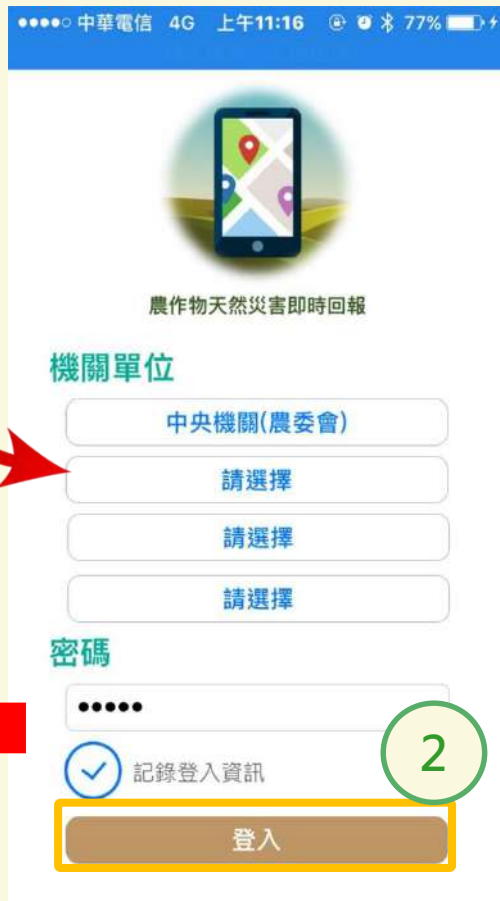 ●●●●○ 中華電信 4G 上午11:16 77%
農作物天然災害即時回報
機關單位
中央機關(農委會)
請選擇
請選擇
請選擇
密碼
●●●●●
記錄登入資訊
2
登入